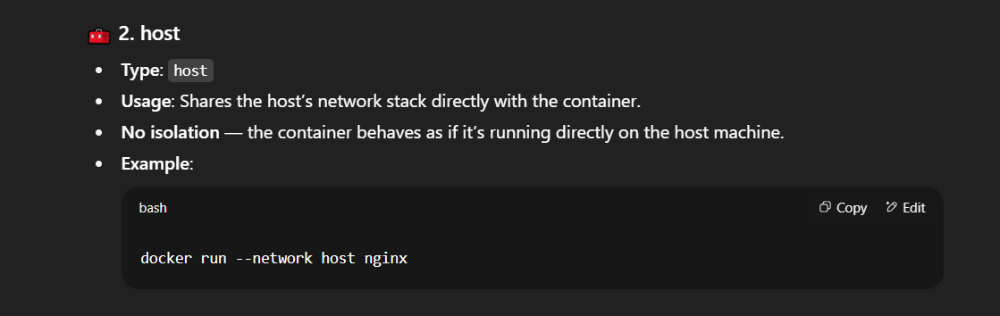 🧰 2. host
• Type: host
• Usage: Shares the host’s network stack directly with the container.
• No isolation — the container behaves as if it’s running directly on the host machine.
• Example:
bash Copy Edit
docker run --network host nginx